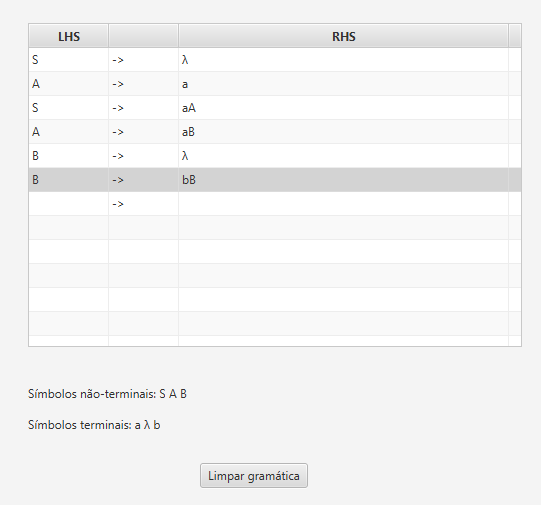 LHS RHS
S -> λ
A -> a
S -> aA
A -> aB
B -> λ
B -> bB
->
Símbolos não-terminais: S A B
Símbolos terminais: a λ b
Limpar gramática